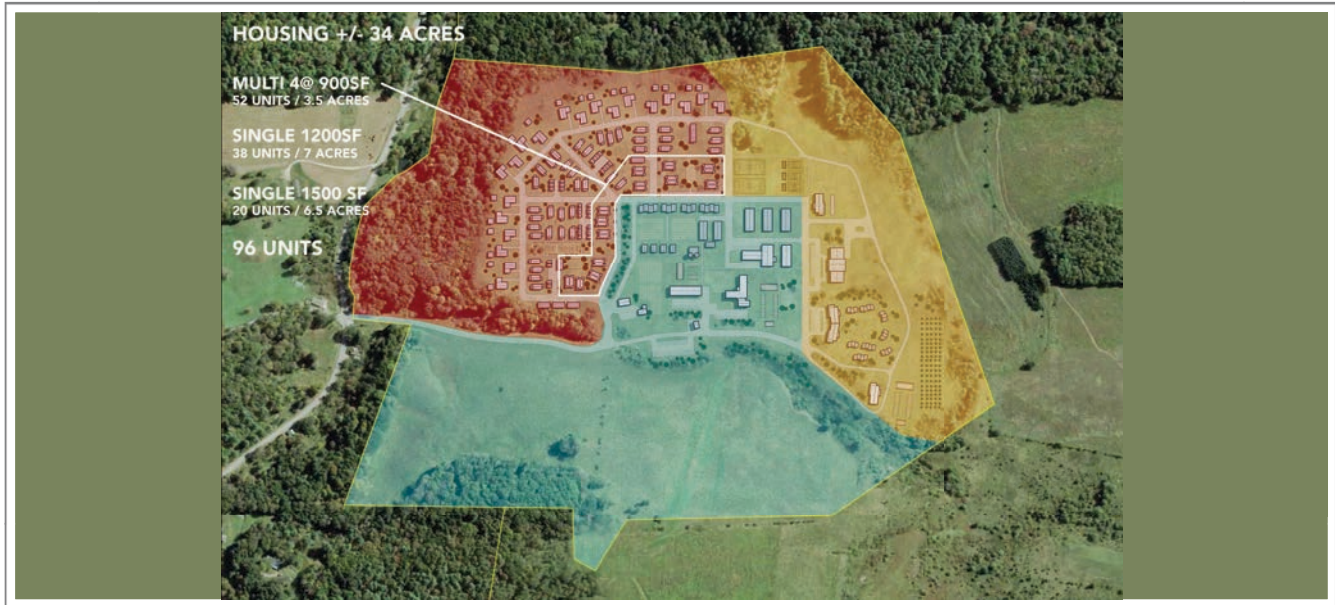 HOUSING +/- 34 ACRES
MULTI 4@ 900SF
52 UNITS / 3.5 ACRES
SINGLE 1200SF
38 UNITS / 7 ACRES
SINGLE 1500 SF
20 UNITS / 6.5 ACRES
96 UNITS